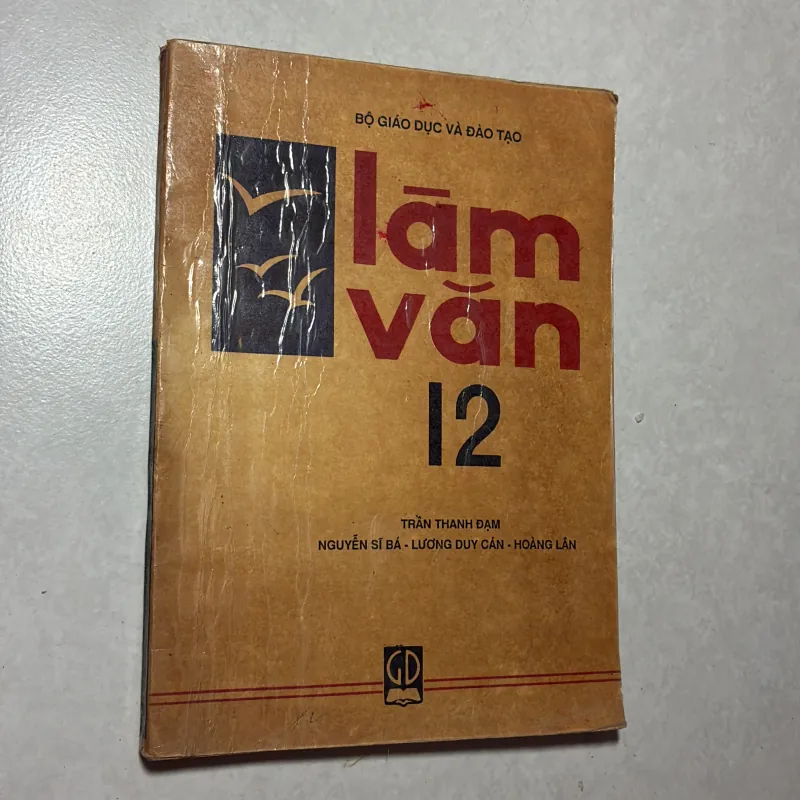 BỘ GIÁO DỤC VÀ ĐÀO TẠO
làm
văn
12
TRẦN THANH ĐẠM
NGUYỄN SĨ BÁ - LƯƠNG DUY CÁN - HOÀNG LÂN
GD